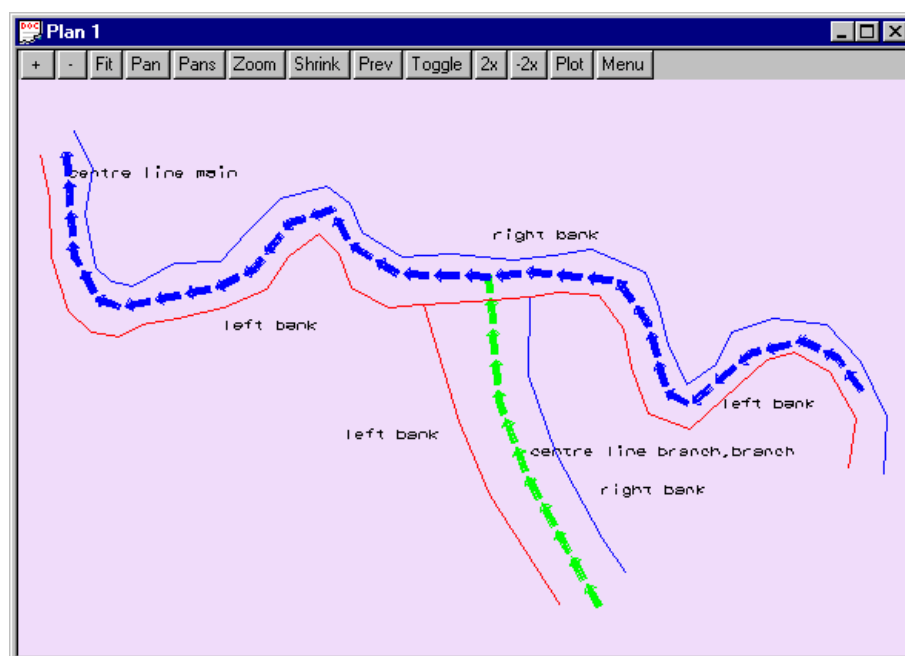 DOC Plan 1
+ - Fit Pan Pans Zoom Shrink Prev Toggle 2x -2x Plot Menu
centre line main
right bank
left bank
left bank
left bank
centre line branch,branch
right bank